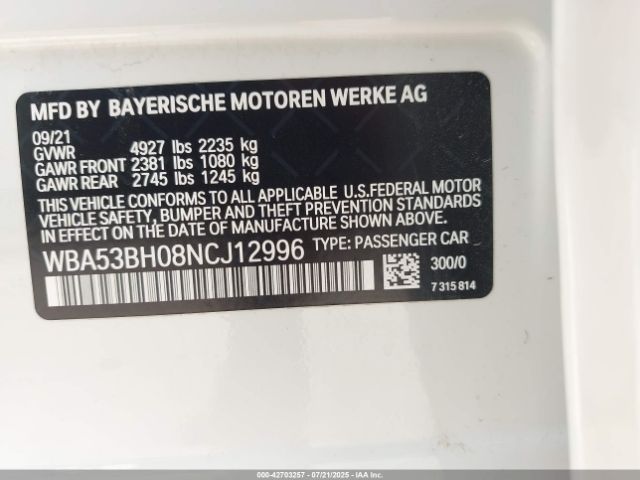 MFD BY BAYERISCHE MOTOREN WERKE AG
09/21
GVWR 4927 lbs 2235 kg
GAWR FRONT 2381 lbs 1080 kg
GAWR REAR 2745 lbs 1245 kg
THIS VEHICLE CONFORMS TO ALL APPLICABLE U.S.FEDERAL MOTOR
VEHICLE SAFETY, BUMPER AND THEFT PREVENTION STANDARDS
IN EFFECT ON THE DATE OF MANUFACTURE SHOWN ABOVE.
WBA53BH08NCJ12996 TYPE: PASSENGER CAR
300/0
7 315 814
000-42703257 - 07/21/2025 - IAA Inc.